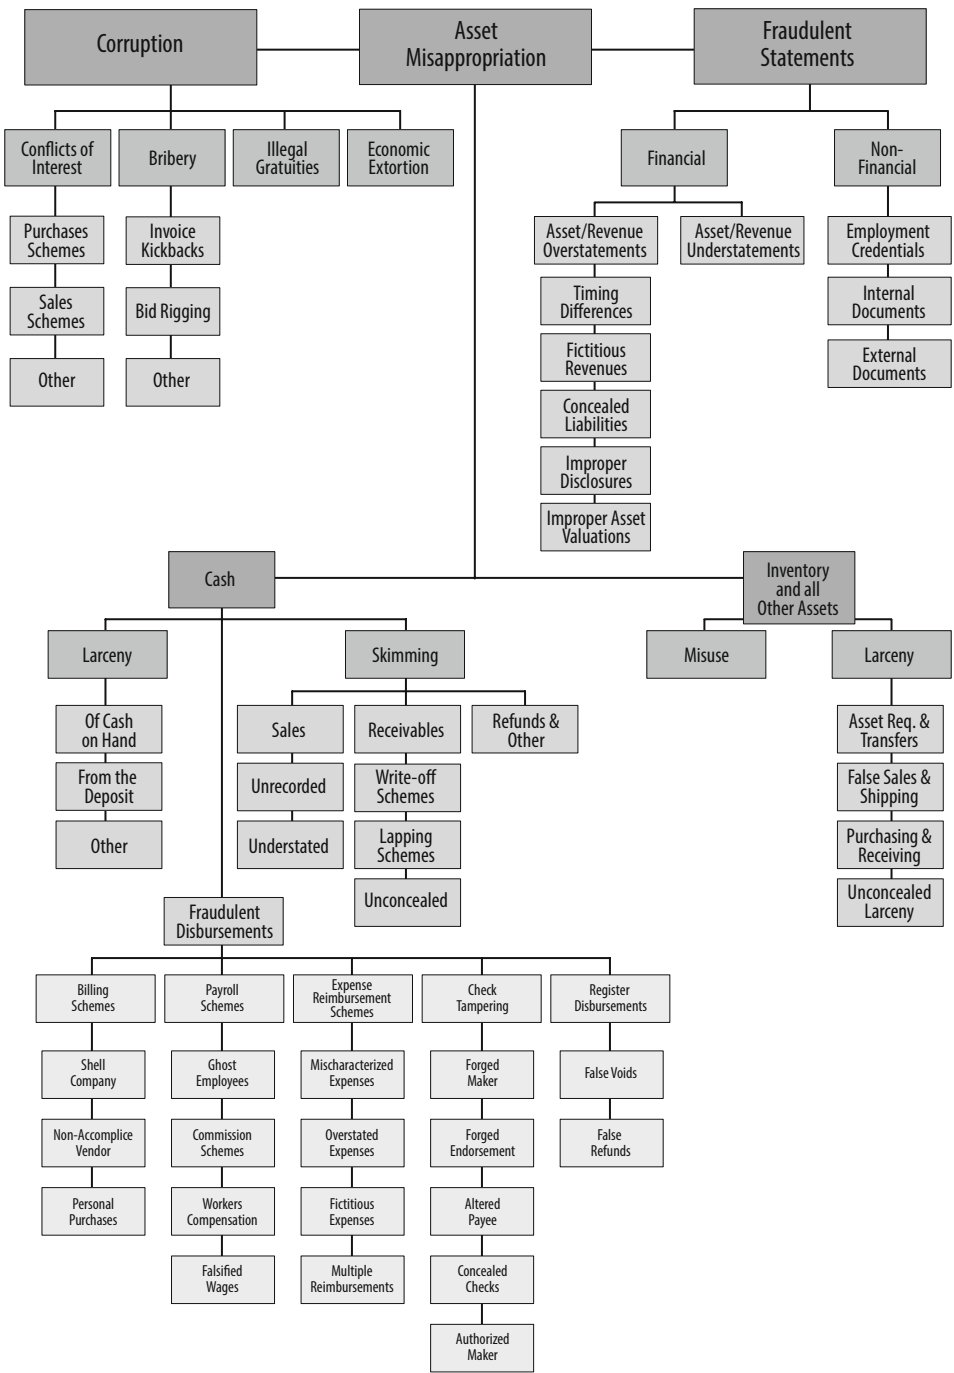 Corruption
Asset
Misappropriation
Fraudulent
Statements
Conflicts of
Interest
Bribery
Illegal
Gratuities
Economic
Extortion
Financial
Non-
Financial
Purchases
Schemes
Sales
Schemes
Other
Invoice
Kickbacks
Bid Rigging
Other
Asset/Revenue
Overstatements
Timing
Differences
Fictitious
Revenues
Concealed
Liabilities
Improper
Disclosures
Improper Asset
Valuations
Asset/Revenue
Understatements
Employment
Credentials
Internal
Documents
External
Documents
Cash
Inventory
and all
Other Assets
Larceny
Skimming
Misuse
Larceny
Of Cash
on Hand
From the
Deposit
Other
Sales
Unrecorded
Understated
Receivables
Write-off
Schemes
Lapping
Schemes
Unconcealed
Refunds &
Other
Asset Req. &
Transfers
False Sales &
Shipping
Purchasing &
Receiving
Unconcealed
Larceny
Fraudulent
Disbursements
Billing
Schemes
Shell
Company
Non-Accomplice
Vendor
Personal
Purchases
Payroll
Schemes
Ghost
Employees
Commission
Schemes
Workers
Compensation
Falsified
Wages
Expense
Reimbursement
Schemes
Mischaracterized
Expenses
Overstated
Expenses
Fictitious
Expenses
Multiple
Reimbursements
Check
Tampering
Forged
Maker
Forged
Endorsement
Altered
Payee
Concealed
Checks
Authorized
Maker
Register
Disbursements
False Voids
False
Refunds